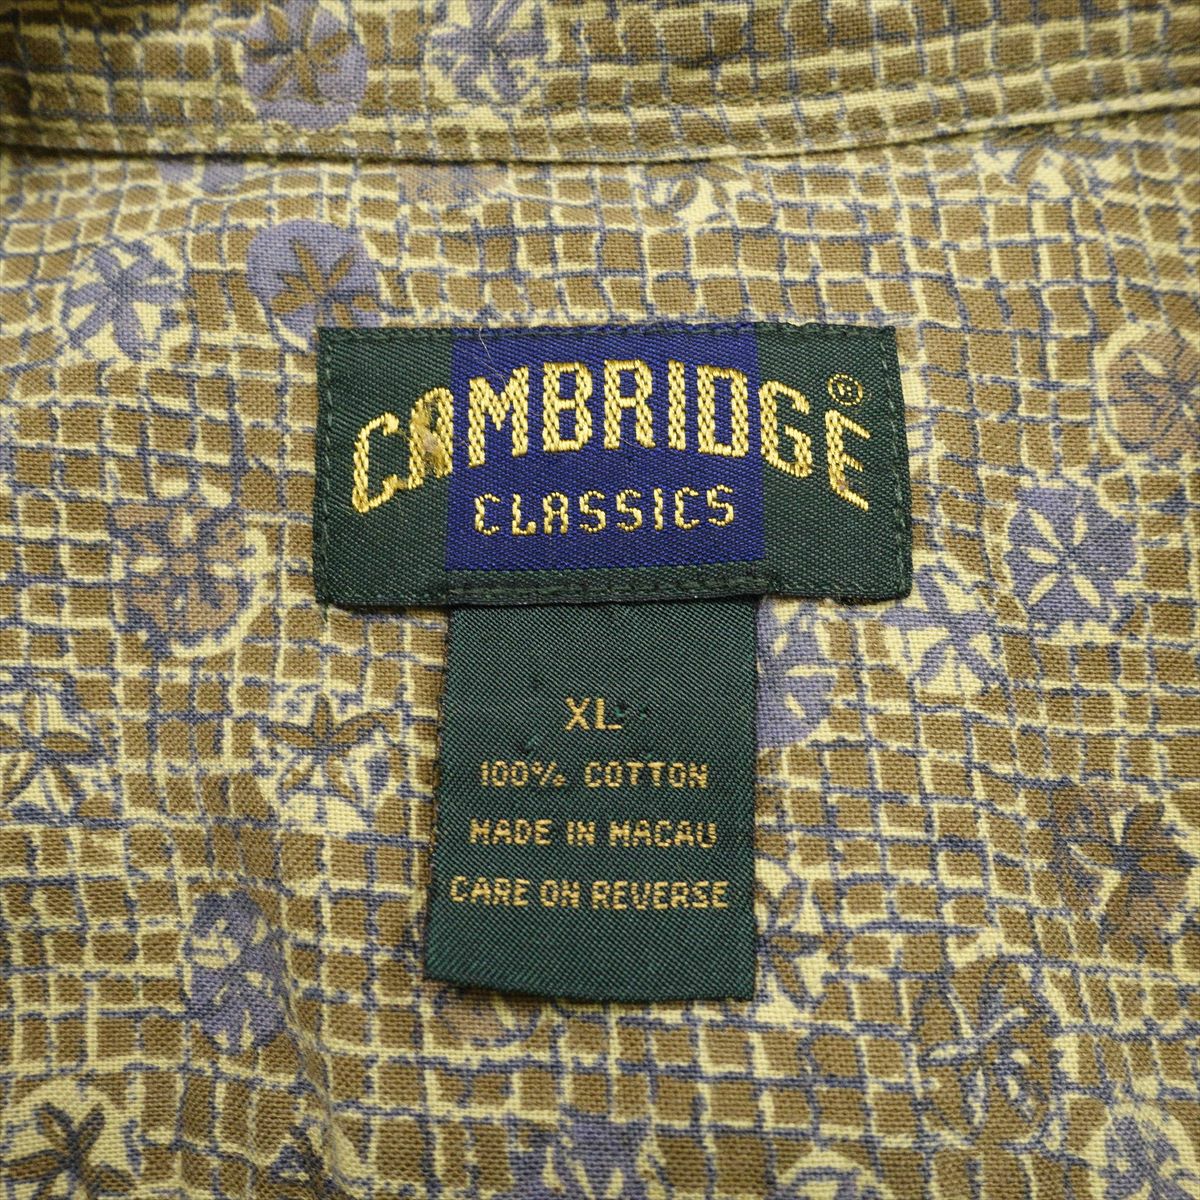 CAMBRIDGE®
CLASSICS
XL
100% COTTON
MADE IN MACAU
CARE ON REVERSE